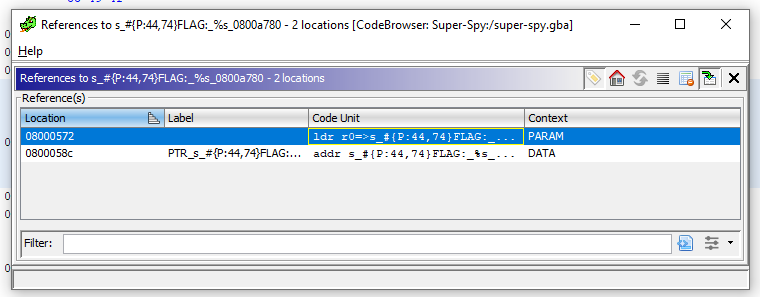 References to s_#{P:44,74}FLAG:_%s_0800a780 - 2 locations [CodeBrowser: Super-Spy:/super-spy.gba]
Help
References to s_#{P:44,74}FLAG:_%s_0800a780 - 2 locations
Reference(s)
Location Label Code Unit Context
08000572 ldr r0=>s_#{P:44,74}FLAG:_... PARAM
0800058c PTR_s_#{P:44,74}FLAG:... addr s_#{P:44,74}FLAG:_%s_... DATA
Filter: